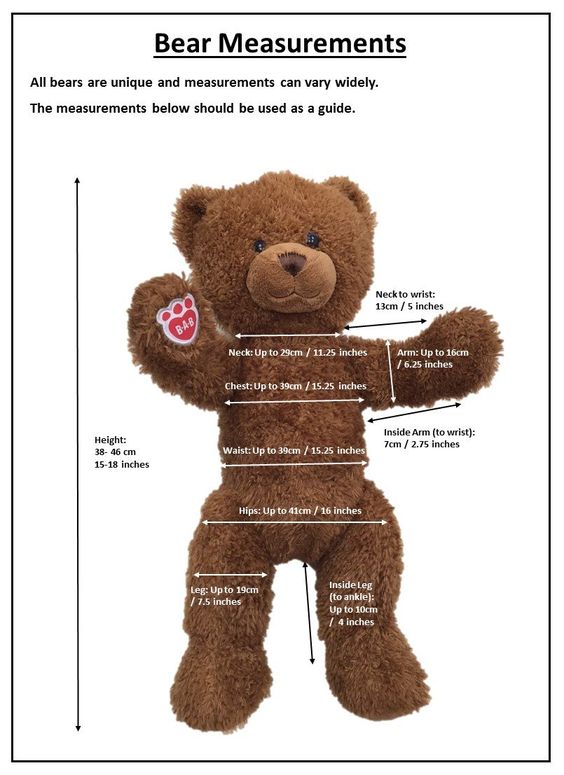 Bear Measurements
All bears are unique and measurements can vary widely.
The measurements below should be used as a guide.
Neck to wrist:
13cm / 5 inches
B·A·B
Neck: Up to 29cm / 11.25 inches
Arm: Up to 16cm
/ 6.25 inches
Chest: Up to 39cm / 15.25 inches
Inside Arm (to wrist):
7cm / 2.75 inches
Height:
38- 46 cm
15-18 inches
Waist: Up to 39cm / 15.25 inches
Hips: Up to 41cm / 16 inches
Leg: Up to 19cm
/ 7.5 inches
Inside Leg
(to ankle):
Up to 10cm
/ 4 inches